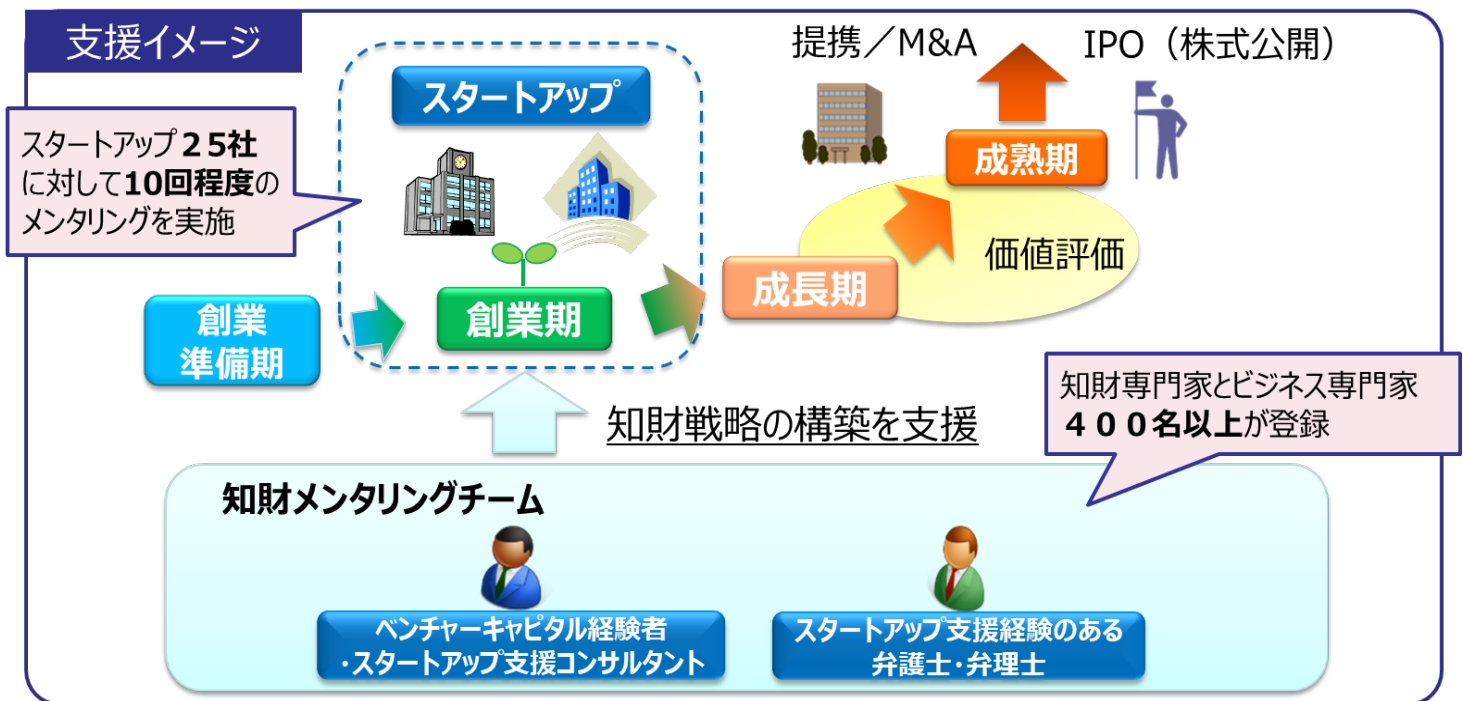 支援イメージ
提携／M&A
IPO（株式公開）
スタートアップ
スタートアップ２５社
に対して10回程度の
メンタリングを実施
成熟期
価値評価
成長期
創業
準備期
創業期
知財専門家とビジネス専門家
４００名以上が登録
知財戦略の構築を支援
知財メンタリングチーム
ベンチャーキャピタル経験者
・スタートアップ支援コンサルタント
スタートアップ支援経験のある
弁護士・弁理士